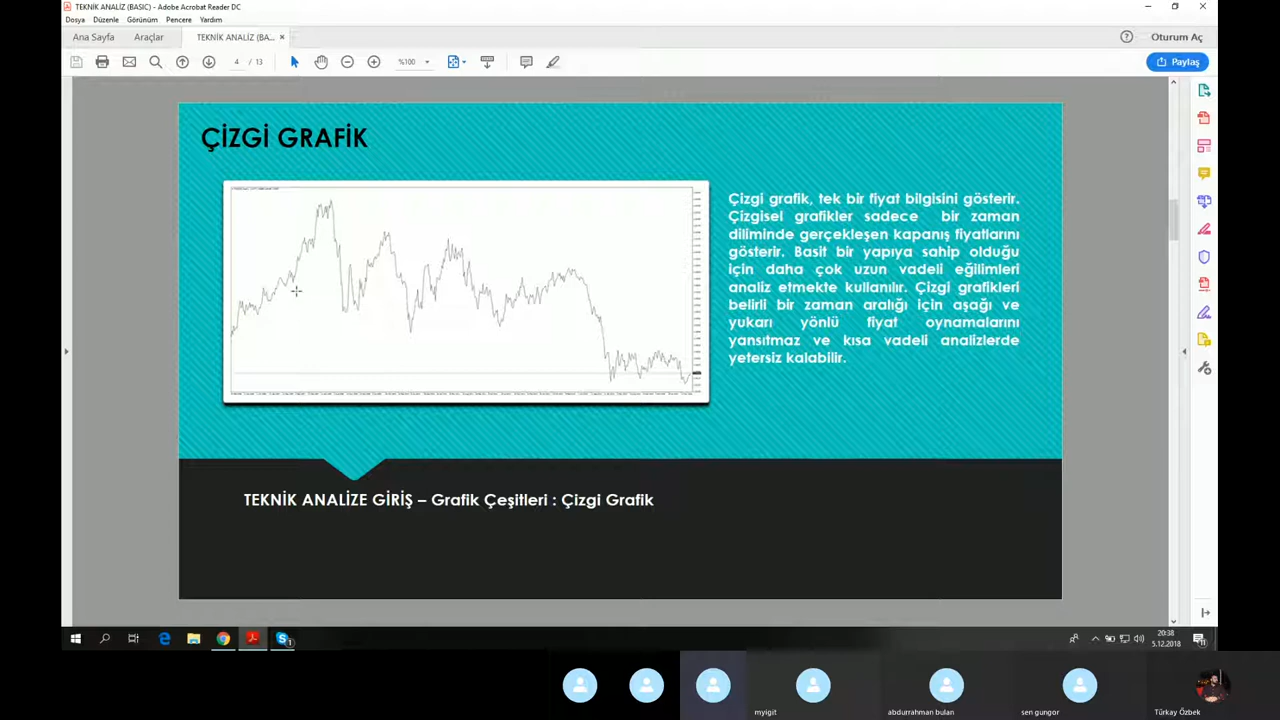 TEKNİK ANALİZ (BASIC) - Adobe Acrobat Reader DC
Dosya Düzenle Görünüm Pencere Yardım
Ana Sayfa Araçlar TEKNİK ANALİZ (BA... × Oturum Aç
4 / 13 %100 Paylaş
ÇİZGİ GRAFİK
Çizgi grafik, tek bir fiyat bilgisini gösterir.
Çizgisel grafikler sadece bir zaman
diliminde gerçekleşen kapanış fiyatlarını
gösterir. Basit bir yapıya sahip olduğu
için daha çok uzun vadeli eğilimleri
analiz etmekte kullanılır. Çizgi grafikleri
belirli bir zaman aralığı için aşağı ve
yukarı yönlü fiyat oynamalarını
yansıtmaz ve kısa vadeli analizlerde
yetersiz kalabilir.
TEKNİK ANALİZE GİRİŞ – Grafik Çeşitleri : Çizgi Grafik
20:38
5.12.2018
myigit abdurrahman bulan sen gungor Türkay Özbek